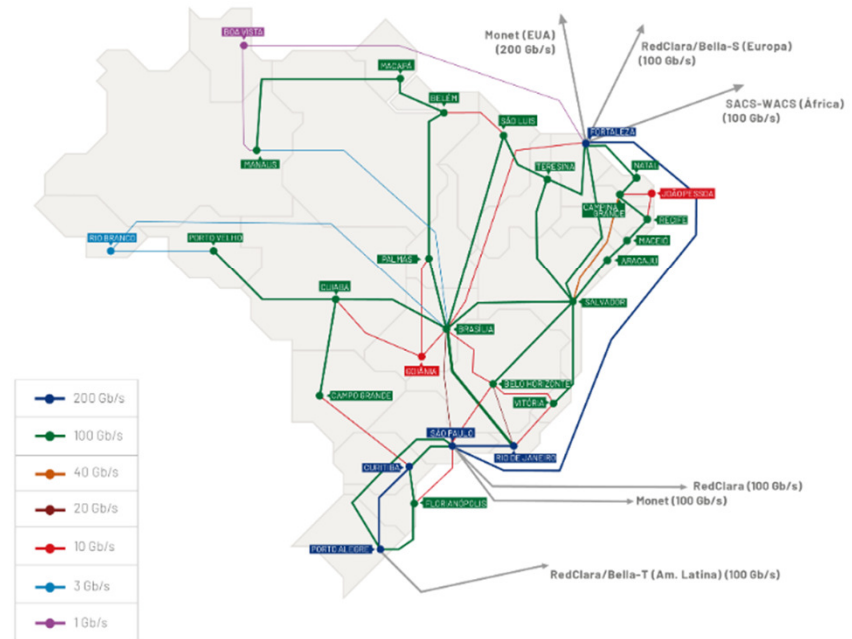 BOA VISTA
Monet (EUA)
(200 Gb/s)
RedClara/Bella-S (Europa)
(100 Gb/s)
SACS-WACS (África)
(100 Gb/s)
MACAPÁ
BELÉM
SÃO LUIS
FORTALEZA
MANAUS
TERESINA
NATAL
CAMPINA
GRANDE
JOÃO PESSOA
RECIFE
RIO BRANCO
PORTO VELHO
MACEIÓ
PALMAS
ARACAJU
CUIABÁ
SALVADOR
BRASÍLIA
GOIÂNIA
BELO HORIZONTE
CAMPO GRANDE
VITÓRIA
SÃO PAULO
RIO DE JANEIRO
CURITIBA
FLORIANÓPOLIS
PORTO ALEGRE
RedClara (100 Gb/s)
Monet (100 Gb/s)
RedClara/Bella-T (Am. Latina) (100 Gb/s)
200 Gb/s
100 Gb/s
40 Gb/s
20 Gb/s
10 Gb/s
3 Gb/s
1 Gb/s